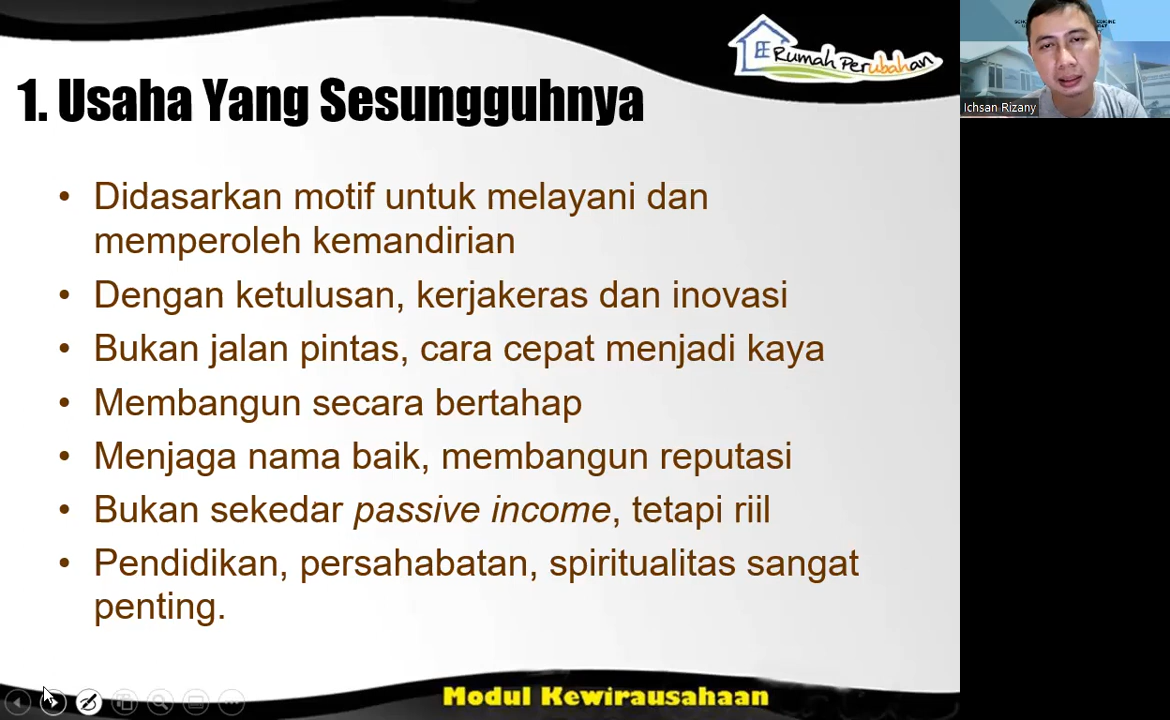 EE Rumah Perubahan
1. Usaha Yang Sesungguhnya
• Didasarkan motif untuk melayani dan
memperoleh kemandirian
• Dengan ketulusan, kerjakeras dan inovasi
• Bukan jalan pintas, cara cepat menjadi kaya
• Membangun secara bertahap
• Menjaga nama baik, membangun reputasi
• Bukan sekedar passive income, tetapi riil
• Pendidikan, persahabatan, spiritualitas sangat
penting.
Modul Kewirausahaan
Ichsan Rizany